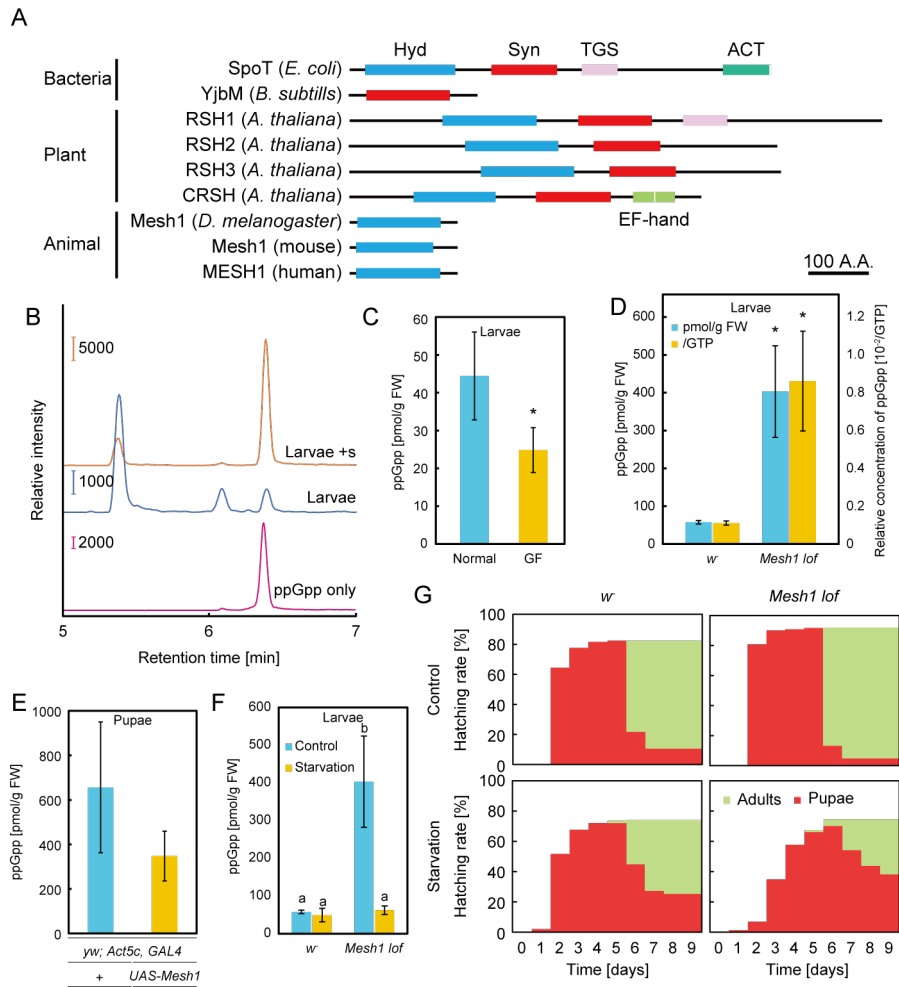 A
Hyd Syn TGS ACT
Bacteria
SpoT (E. coli)
YjbM (B. subtills)
Plant
RSH1 (A. thaliana)
RSH2 (A. thaliana)
RSH3 (A. thaliana)
CRSH (A. thaliana)
EF-hand
Animal
Mesh1 (D. melanogaster)
Mesh1 (mouse)
MESH1 (human)
100 A.A.
B
Relative intensity
5000
Larvae +s
1000
Larvae
2000
ppGpp only
5 6 7
Retention time [min]
C
Larvae
ppGpp [pmol/g FW]
60
50
40
30
20
10
0
*
Normal GF
D
Larvae
pmol/g FW
/GTP
ppGpp [pmol/g FW]
600
500
400
300
200
100
0
* *
1.2
1.0
0.8
0.6
0.4
0.2
0
Relative concentration of ppGpp [10-2/GTP]
w- Mesh1 lof
E
Pupae
ppGpp [pmol/g FW]
1000
800
600
400
200
0
yw; Act5c, GAL4
+ UAS-Mesh1
F
Larvae
Control
Starvation
ppGpp [pmol/g FW]
600
500
400
300
200
100
0
a a b a
w- Mesh1 lof
G
w- Mesh1 lof
Control
Hatching rate [%]
100
80
60
40
20
0
Starvation
Hatching rate [%]
100
80
60
40
20
0
Adults Pupae
0 1 2 3 4 5 6 7 8 9 0 1 2 3 4 5 6 7 8 9
Time [days] Time [days]